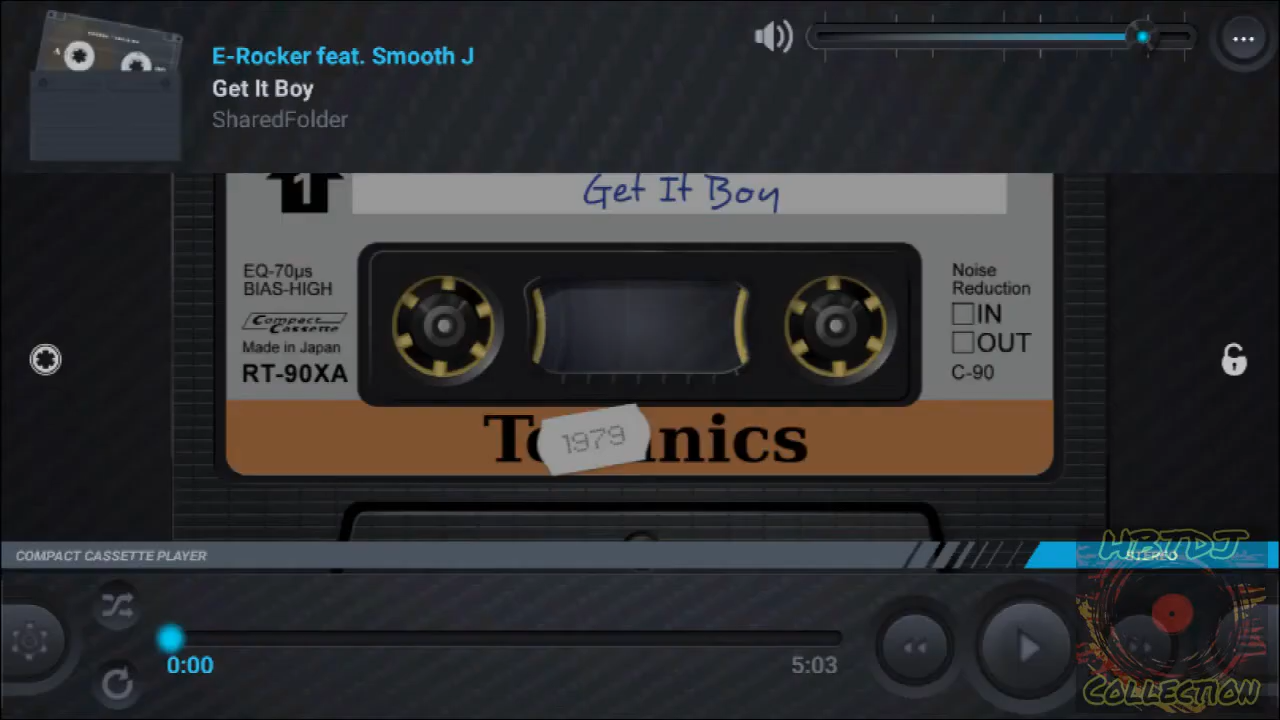 E-Rocker feat. Smooth J
Get It Boy
SharedFolder
1
Get It Boy
EQ-70µs
BIAS-HIGH
Compact
Cassette
Made in Japan
RT-90XA
Noise
Reduction
IN
OUT
C-90
1979
nics
COMPACT CASSETTE PLAYER
HBTDJ
STEREO
0:00
5:03
COLLECTION